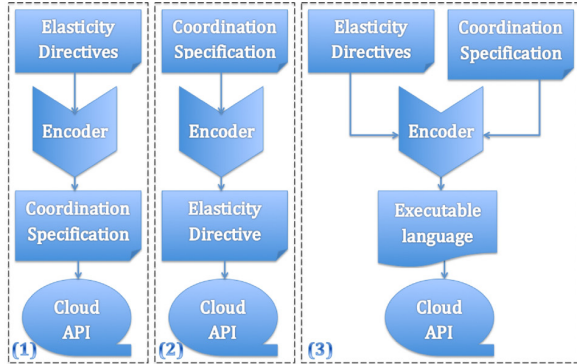 Elasticity
Directives
Encoder
Coordination
Specification
Cloud
API
(1)
Coordination
Specification
Encoder
Elasticity
Directive
Cloud
API
(2)
Elasticity
Directives
Coordination
Specification
Encoder
Executable
language
Cloud
API
(3)